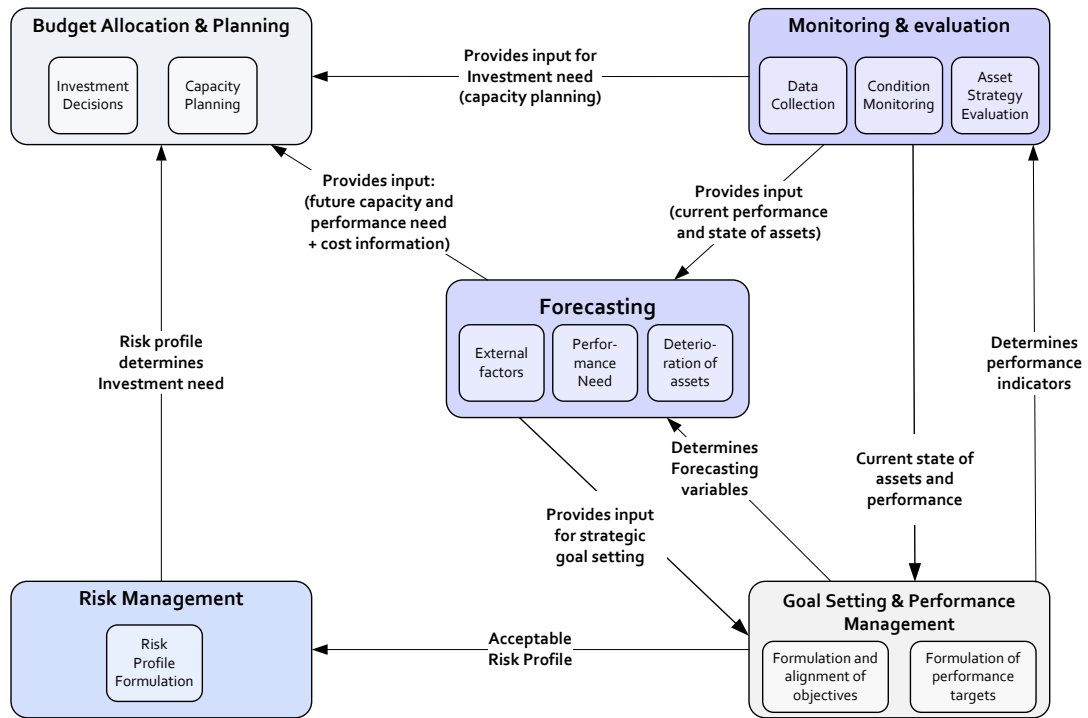 Budget Allocation & Planning
Investment
Decisions
Capacity
Planning
Provides input for
Investment need
(capacity planning)
Monitoring & evaluation
Data
Collection
Condition
Monitoring
Asset
Strategy
Evaluation
Provides input:
(future capacity and
performance need
+ cost information)
Provides input
(current performance
and state of assets)
Forecasting
External
factors
Perfor-
mance
Need
Deterio-
ration of
assets
Risk profile
determines
Investment need
Determines
performance
indicators
Determines
Forecasting
variables
Current state of
assets and
performance
Provides input
for strategic
goal setting
Risk Management
Risk
Profile
Formulation
Acceptable
Risk Profile
Goal Setting & Performance
Management
Formulation and
alignment of
objectives
Formulation of
performance
targets